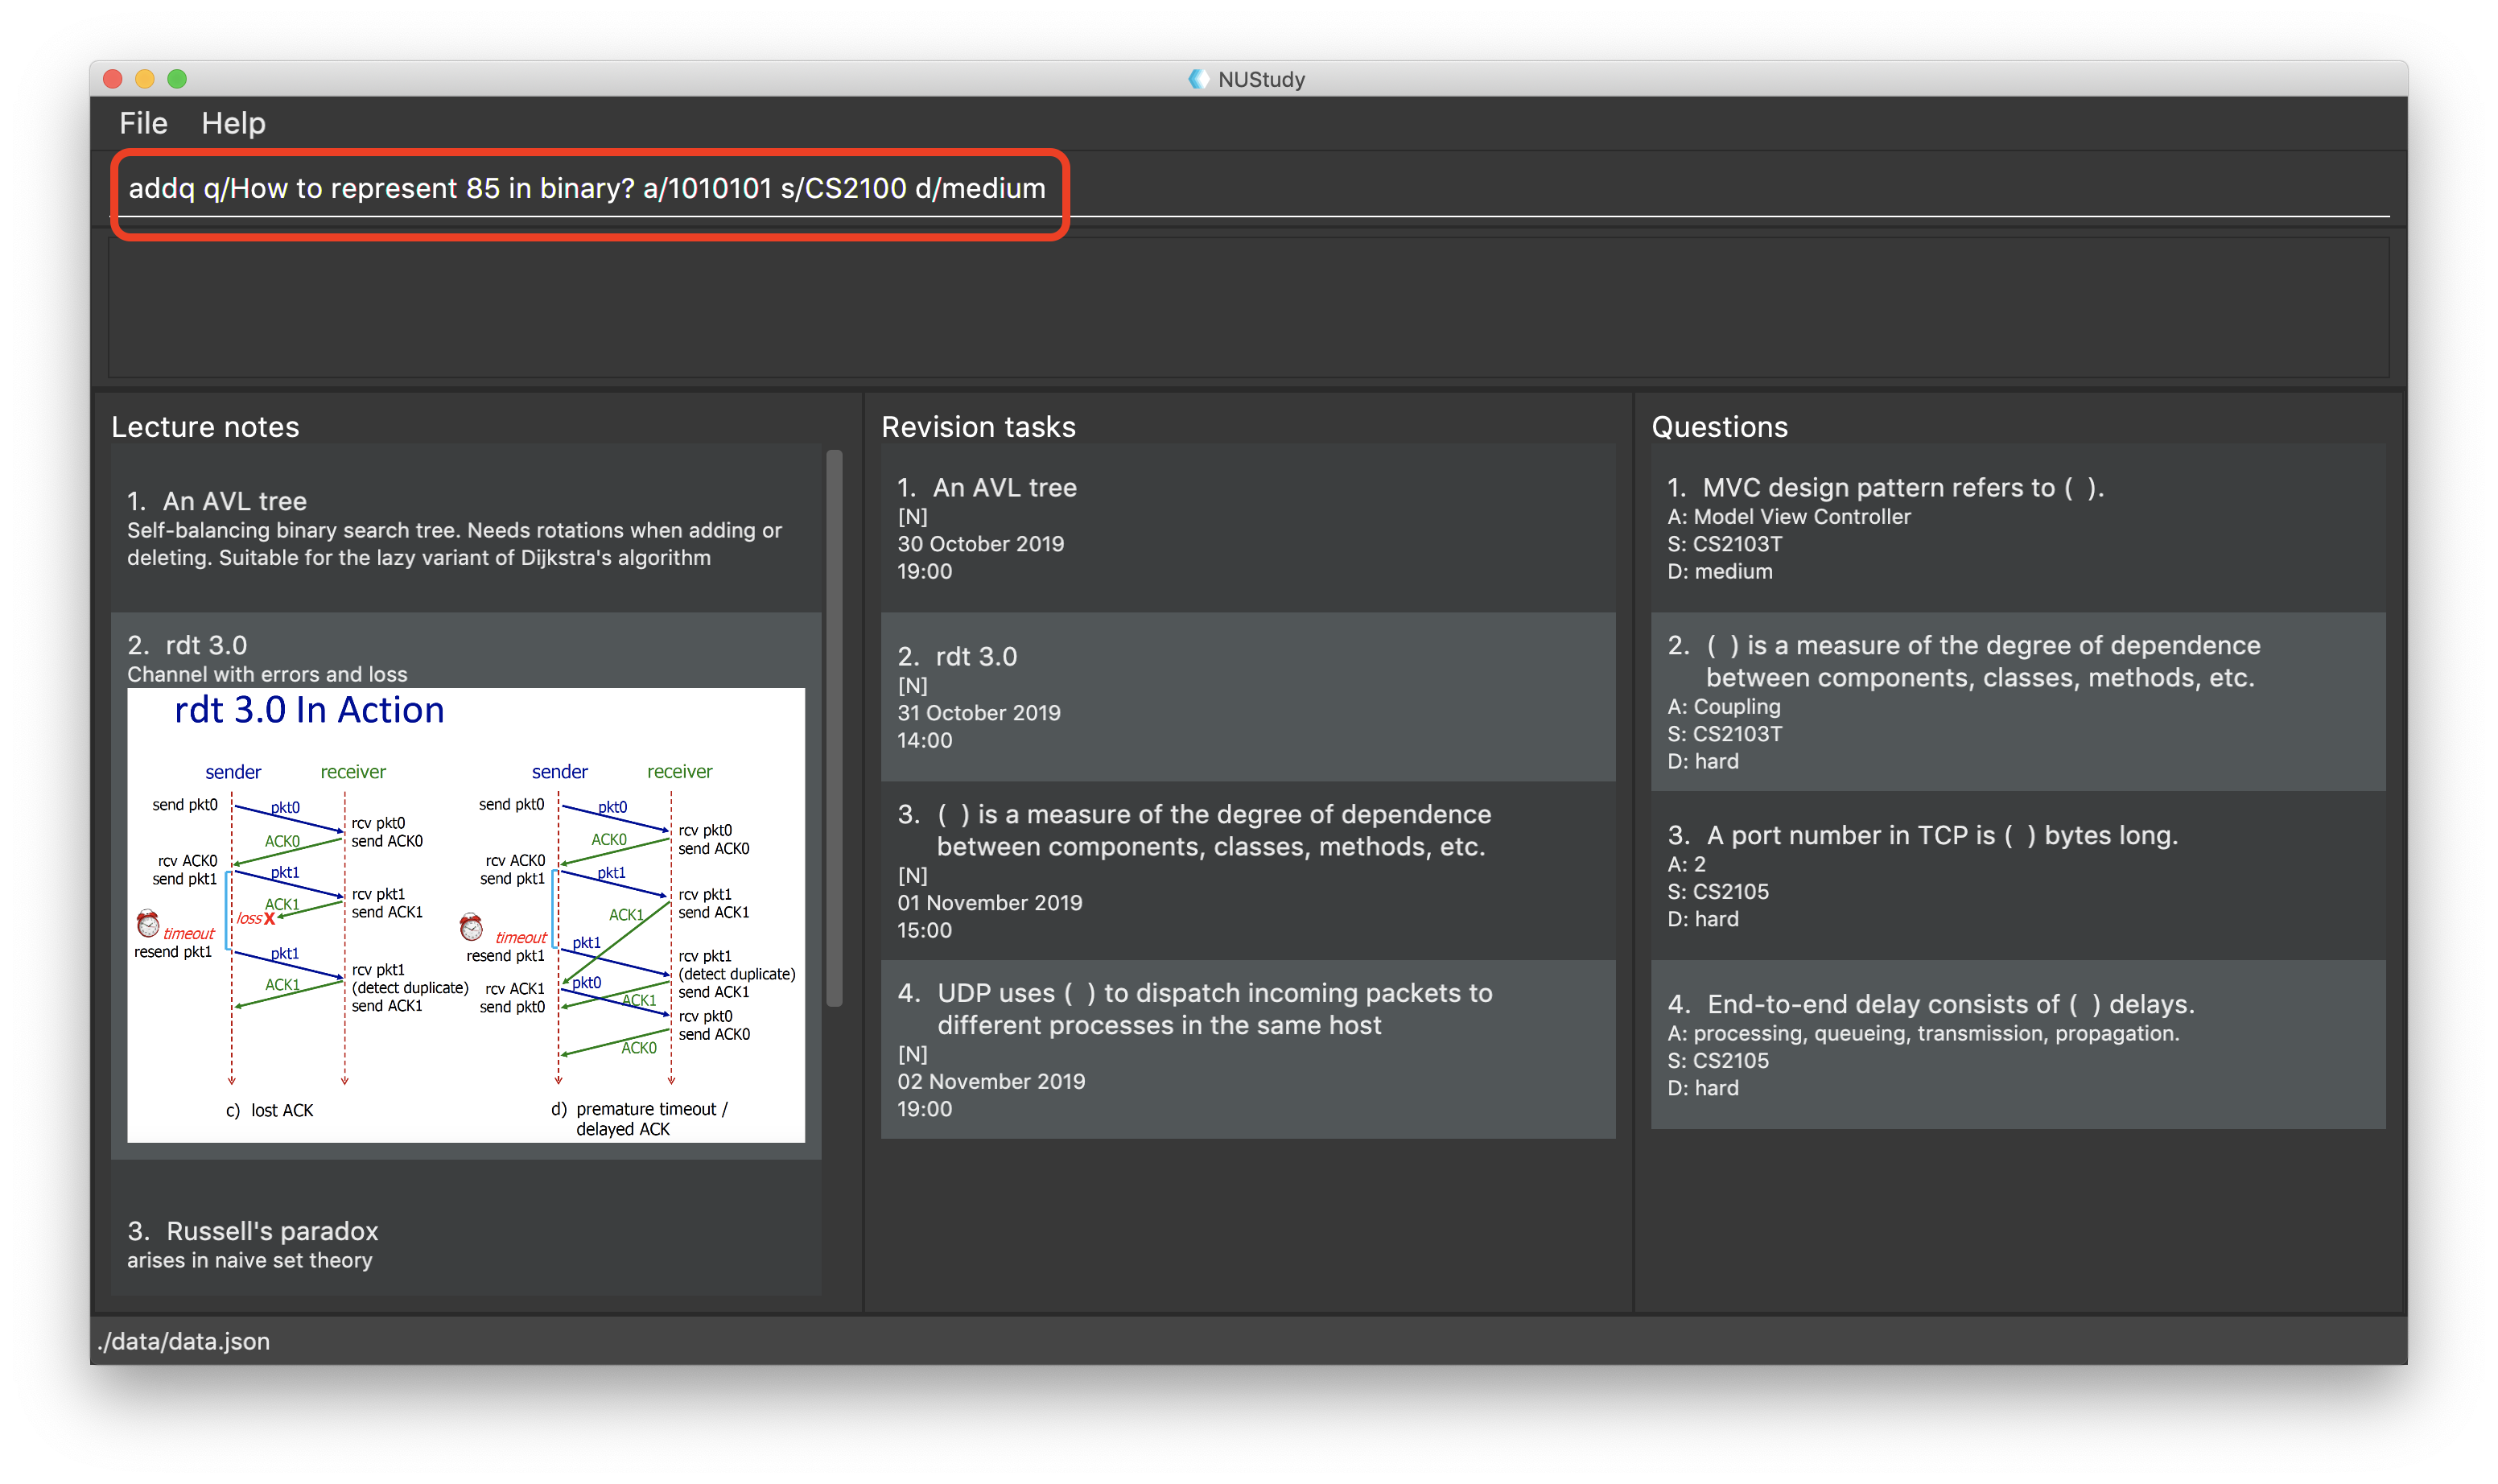 NUStudy
File Help
addq q/How to represent 85 in binary? a/1010101 s/CS2100 d/medium
Lecture notes
1. An AVL tree
Self-balancing binary search tree. Needs rotations when adding or
deleting. Suitable for the lazy variant of Dijkstra's algorithm
2. rdt 3.0
Channel with errors and loss
rdt 3.0 In Action
sender receiver
send pkt0
pkt0
rcv pkt0
send ACK0
ACK0
rcv ACK0
send pkt1
pkt1
rcv pkt1
send ACK1
ACK1
loss X
timeout
resend pkt1
pkt1
rcv pkt1
(detect duplicate)
send ACK1
ACK1
c) lost ACK
sender receiver
send pkt0
pkt0
rcv pkt0
send ACK0
ACK0
rcv ACK0
send pkt1
pkt1
rcv pkt1
send ACK1
ACK1
timeout
resend pkt1
pkt1
rcv pkt1
(detect duplicate)
send ACK1
rcv ACK1
send pkt0
pkt0
ACK1
rcv pkt0
send ACK0
ACK0
d) premature timeout /
delayed ACK
3. Russell's paradox
arises in naive set theory
Revision tasks
1. An AVL tree
[N]
30 October 2019
19:00
2. rdt 3.0
[N]
31 October 2019
14:00
3. ( ) is a measure of the degree of dependence
between components, classes, methods, etc.
[N]
01 November 2019
15:00
4. UDP uses ( ) to dispatch incoming packets to
different processes in the same host
[N]
02 November 2019
19:00
Questions
1. MVC design pattern refers to ( ).
A: Model View Controller
S: CS2103T
D: medium
2. ( ) is a measure of the degree of dependence
between components, classes, methods, etc.
A: Coupling
S: CS2103T
D: hard
3. A port number in TCP is ( ) bytes long.
A: 2
S: CS2105
D: hard
4. End-to-end delay consists of ( ) delays.
A: processing, queueing, transmission, propagation.
S: CS2105
D: hard
./data/data.json